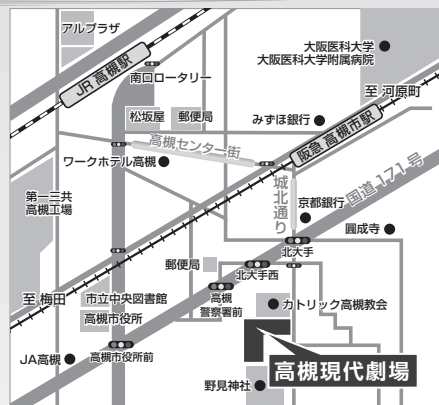 アルプラザ
JR 高槻駅
南口ロータリー
大阪医科大学
大阪医科大学附属病院
至 河原町
松坂屋
郵便局
みずほ銀行
阪急 高槻市駅
高槻センター街
ワークホテル高槻
城北通り
国道171号
京都銀行
第一三共
高槻工場
圓成寺
北大手
郵便局
北大手西
至 梅田
市立中央図書館
高槻市役所
高槻
警察署前
カトリック高槻教会
JA高槻
高槻市役所前
高槻現代劇場
野見神社